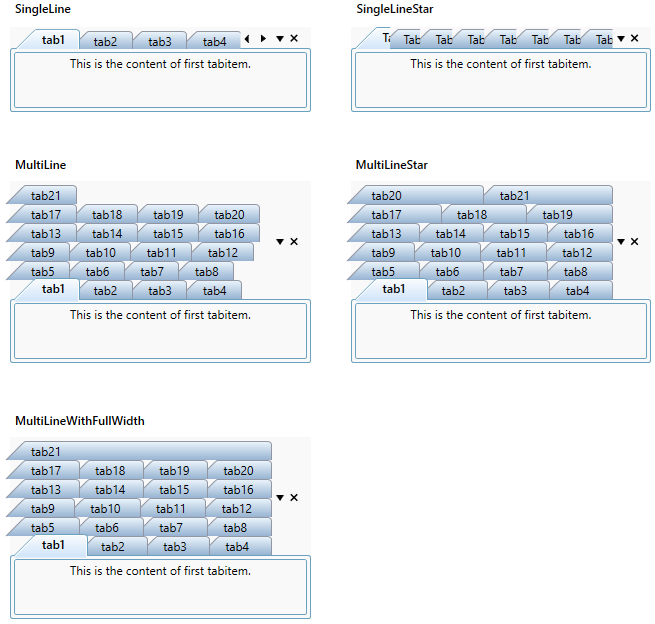 SingleLine
tab1 tab2 tab3 tab4
This is the content of first tabitem.
SingleLineStar
Ta Tab Tab Tab Tab Tab Tab Tab
This is the content of first tabitem.
MultiLine
tab21
tab17 tab18 tab19 tab20
tab13 tab14 tab15 tab16
tab9 tab10 tab11 tab12
tab5 tab6 tab7 tab8
tab1 tab2 tab3 tab4
This is the content of first tabitem.
MultiLineStar
tab20 tab21
tab17 tab18 tab19
tab13 tab14 tab15 tab16
tab9 tab10 tab11 tab12
tab5 tab6 tab7 tab8
tab1 tab2 tab3 tab4
This is the content of first tabitem.
MultiLineWithFullWidth
tab21
tab17 tab18 tab19 tab20
tab13 tab14 tab15 tab16
tab9 tab10 tab11 tab12
tab5 tab6 tab7 tab8
tab1 tab2 tab3 tab4
This is the content of first tabitem.